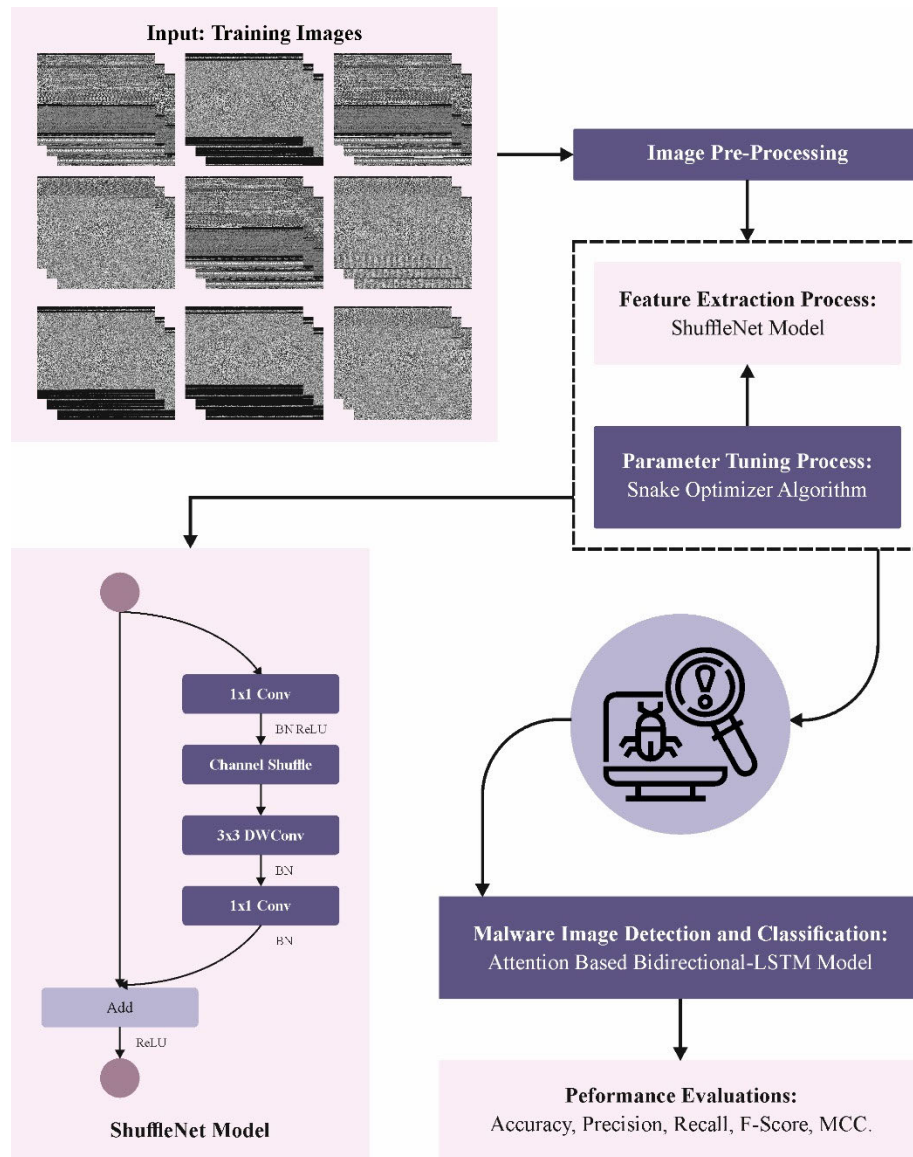 Input: Training Images
Image Pre-Processing
Feature Extraction Process:
ShuffleNet Model
Parameter Tuning Process:
Snake Optimizer Algorithm
1x1 Conv
BN ReLU
Channel Shuffle
3x3 DWConv
BN
1x1 Conv
BN
Add
ReLU
ShuffleNet Model
Malware Image Detection and Classification:
Attention Based Bidirectional-LSTM Model
Peformance Evaluations:
Accuracy, Precision, Recall, F-Score, MCC.